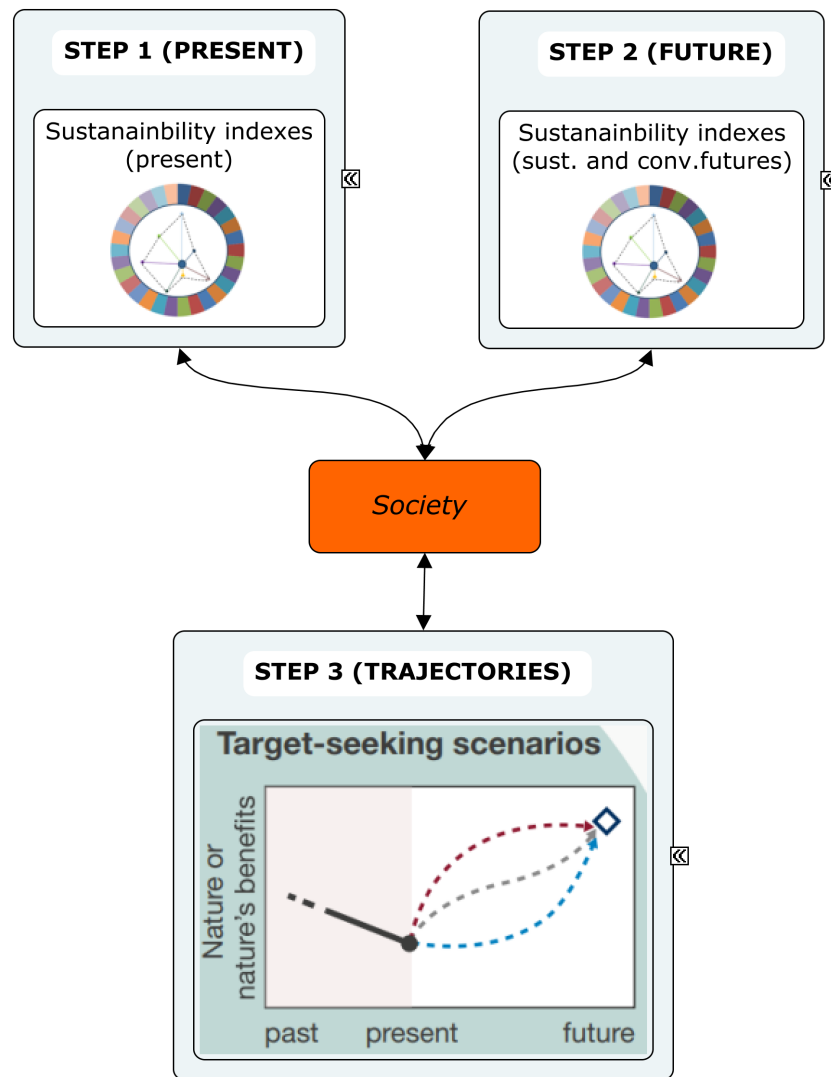 STEP 1 (PRESENT)
Sustanainbility indexes
(present)
STEP 2 (FUTURE)
Sustanainbility indexes
(sust. and conv.futures)
Society
STEP 3 (TRAJECTORIES)
Target-seeking scenarios
Nature or
nature's benefits
past present future